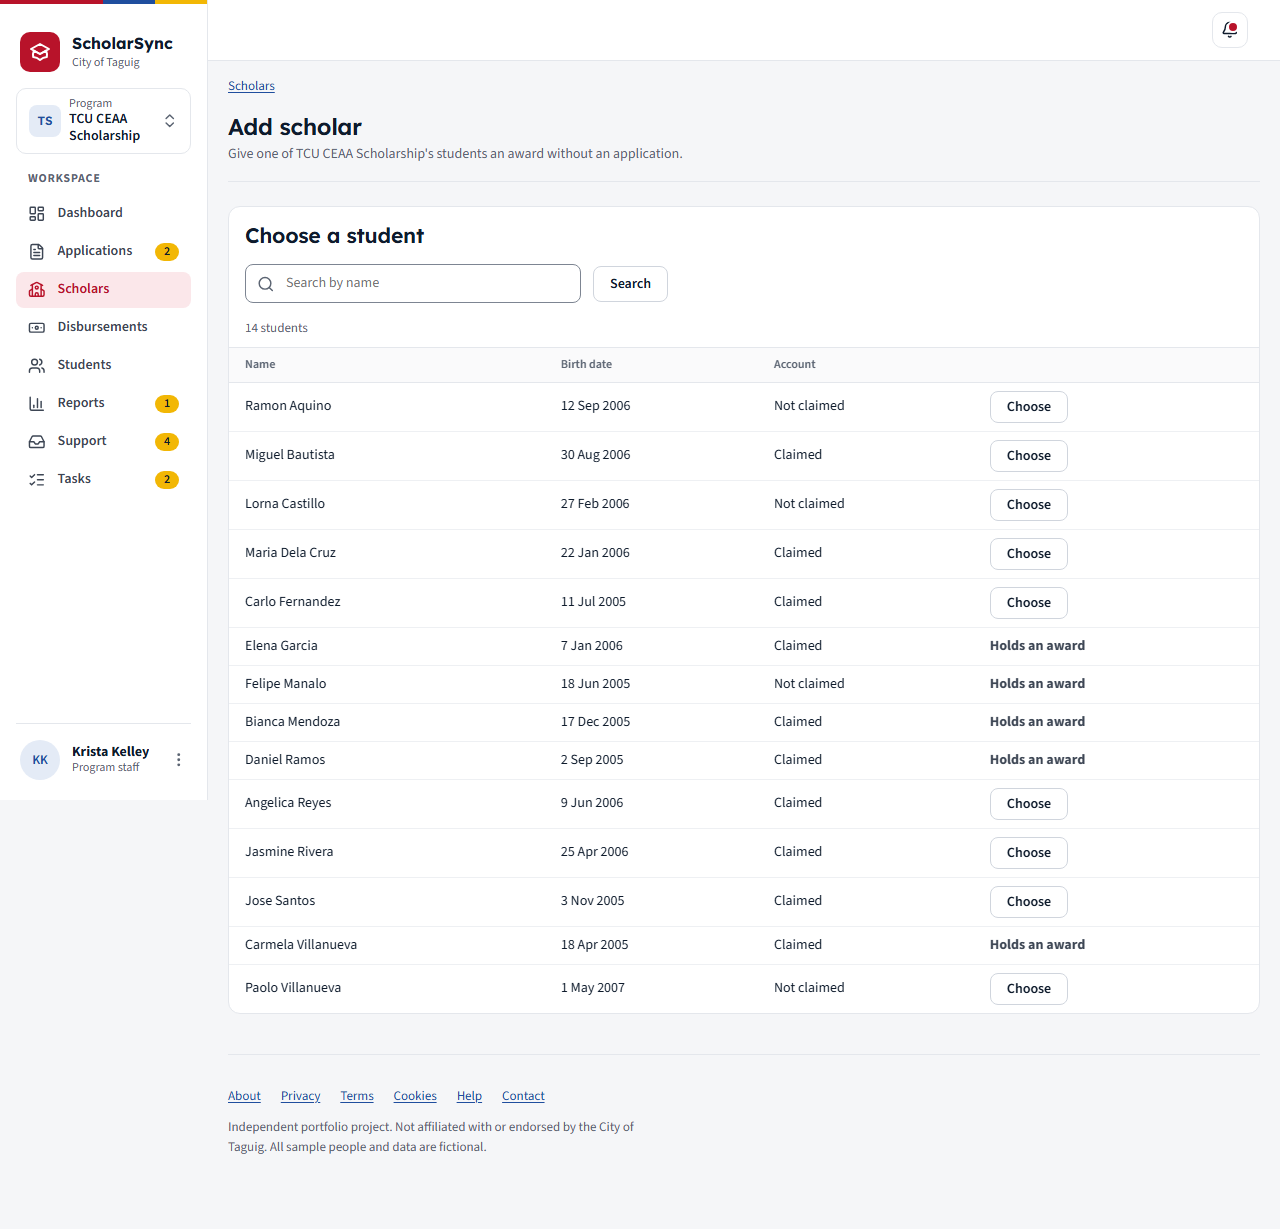 ScholarSync
City of Taguig
TS
Program
TCU CEAA
Scholarship
WORKSPACE
Dashboard
Applications 2
Scholars
Disbursements
Students
Reports 1
Support 4
Tasks 2
KK
Krista Kelley
Program staff
Scholars
Add scholar
Give one of TCU CEAA Scholarship's students an award without an application.
Choose a student
Search by name Search
14 students
Name Birth date Account
Ramon Aquino 12 Sep 2006 Not claimed Choose
Miguel Bautista 30 Aug 2006 Claimed Choose
Lorna Castillo 27 Feb 2006 Not claimed Choose
Maria Dela Cruz 22 Jan 2006 Claimed Choose
Carlo Fernandez 11 Jul 2005 Claimed Choose
Elena Garcia 7 Jan 2006 Claimed Holds an award
Felipe Manalo 18 Jun 2005 Not claimed Holds an award
Bianca Mendoza 17 Dec 2005 Claimed Holds an award
Daniel Ramos 2 Sep 2005 Claimed Holds an award
Angelica Reyes 9 Jun 2006 Claimed Choose
Jasmine Rivera 25 Apr 2006 Claimed Choose
Jose Santos 3 Nov 2005 Claimed Choose
Carmela Villanueva 18 Apr 2005 Claimed Holds an award
Paolo Villanueva 1 May 2007 Not claimed Choose
About Privacy Terms Cookies Help Contact
Independent portfolio project. Not affiliated with or endorsed by the City of
Taguig. All sample people and data are fictional.